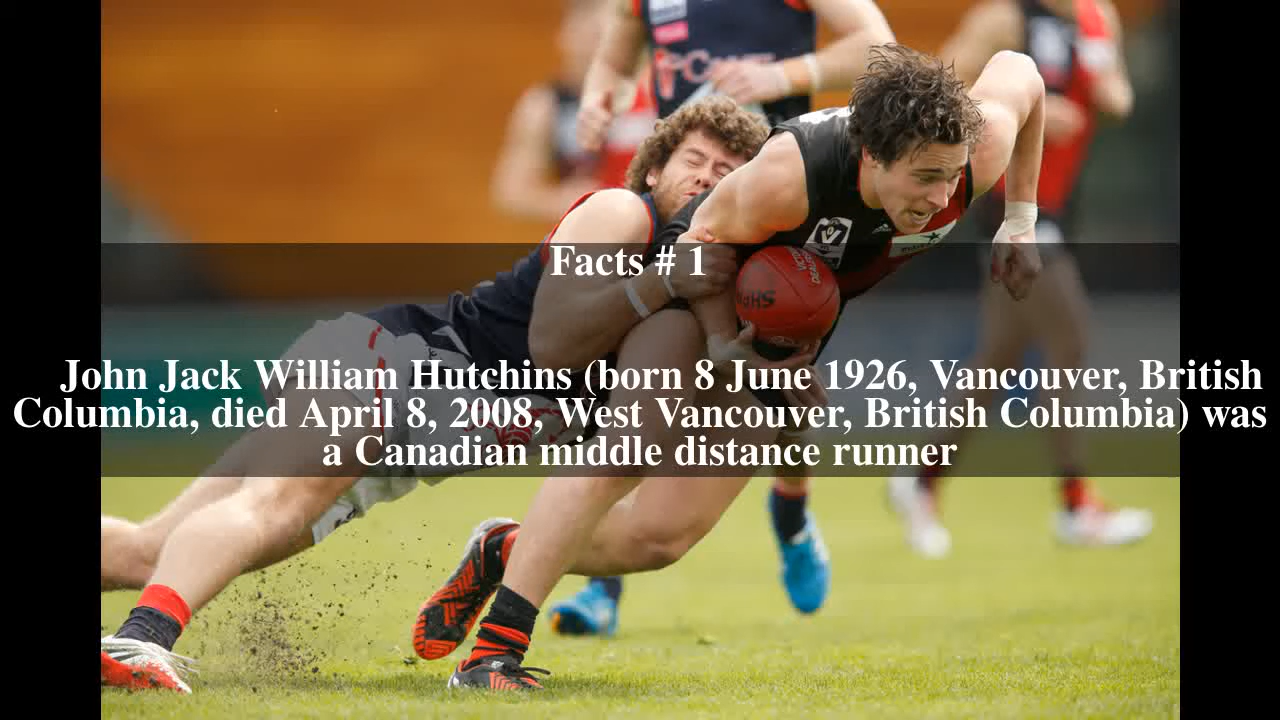 Facts # 1
John Jack William Hutchins (born 8 June 1926, Vancouver, British
Columbia, died April 8, 2008, West Vancouver, British Columbia) was
a Canadian middle distance runner